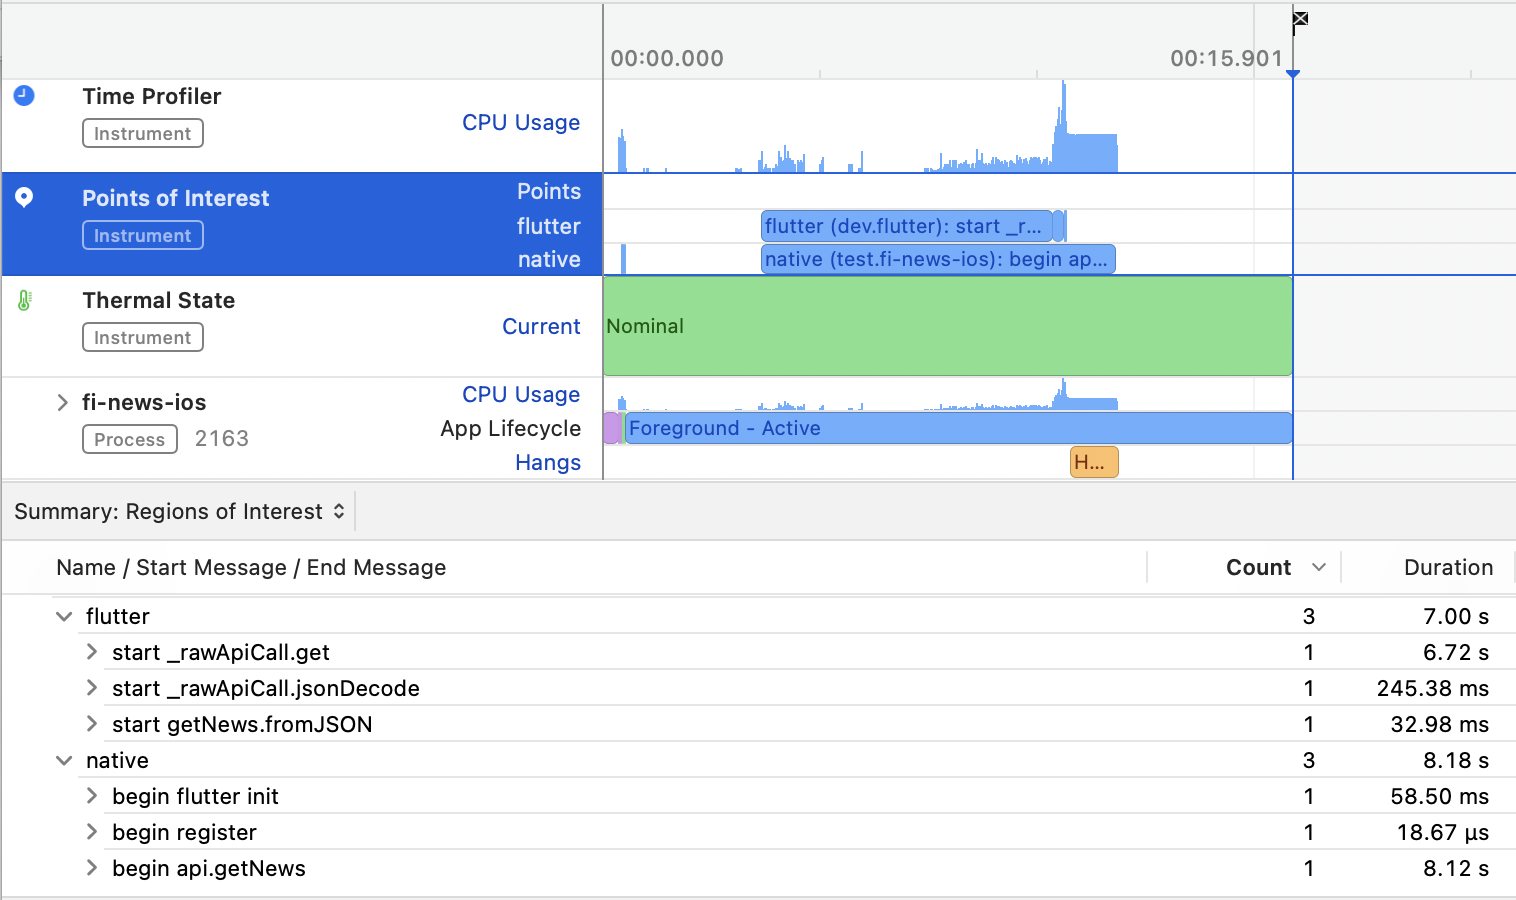 00:00.000
00:15.901
Time Profiler
Instrument
CPU Usage
Points of Interest
Instrument
Points
flutter
native
flutter (dev.flutter): start _r...
native (test.fi-news-ios): begin ap...
Thermal State
Instrument
Current
Nominal
fi-news-ios
Process 2163
CPU Usage
App Lifecycle
Hangs
Foreground - Active
H...
Summary: Regions of Interest
Name / Start Message / End Message Count Duration
flutter 3 7.00 s
start _rawApiCall.get 1 6.72 s
start _rawApiCall.jsonDecode 1 245.38 ms
start getNews.fromJSON 1 32.98 ms
native 3 8.18 s
begin flutter init 1 58.50 ms
begin register 1 18.67 µs
begin api.getNews 1 8.12 s